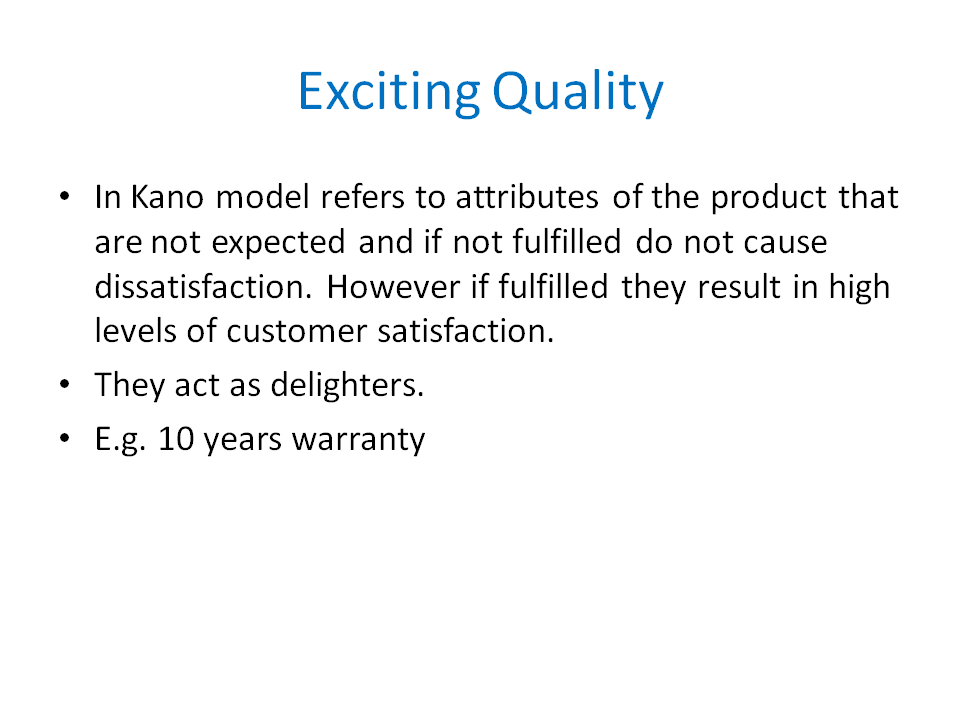 Exciting Quality
• In Kano model refers to attributes of the product that
are not expected and if not fulfilled do not cause
dissatisfaction. However if fulfilled they result in high
levels of customer satisfaction.
• They act as delighters.
• E.g. 10 years warranty